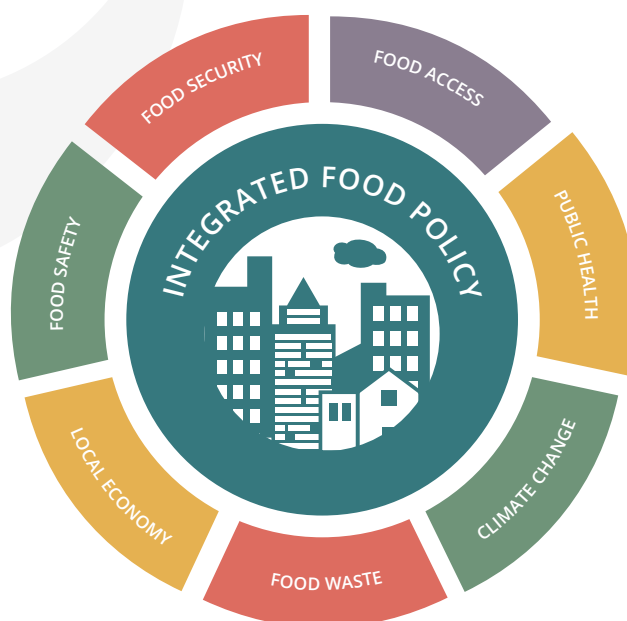 INTEGRATED FOOD POLICY
FOOD ACCESS
PUBLIC HEALTH
CLIMATE CHANGE
FOOD WASTE
LOCAL ECONOMY
FOOD SAFETY
FOOD SECURITY